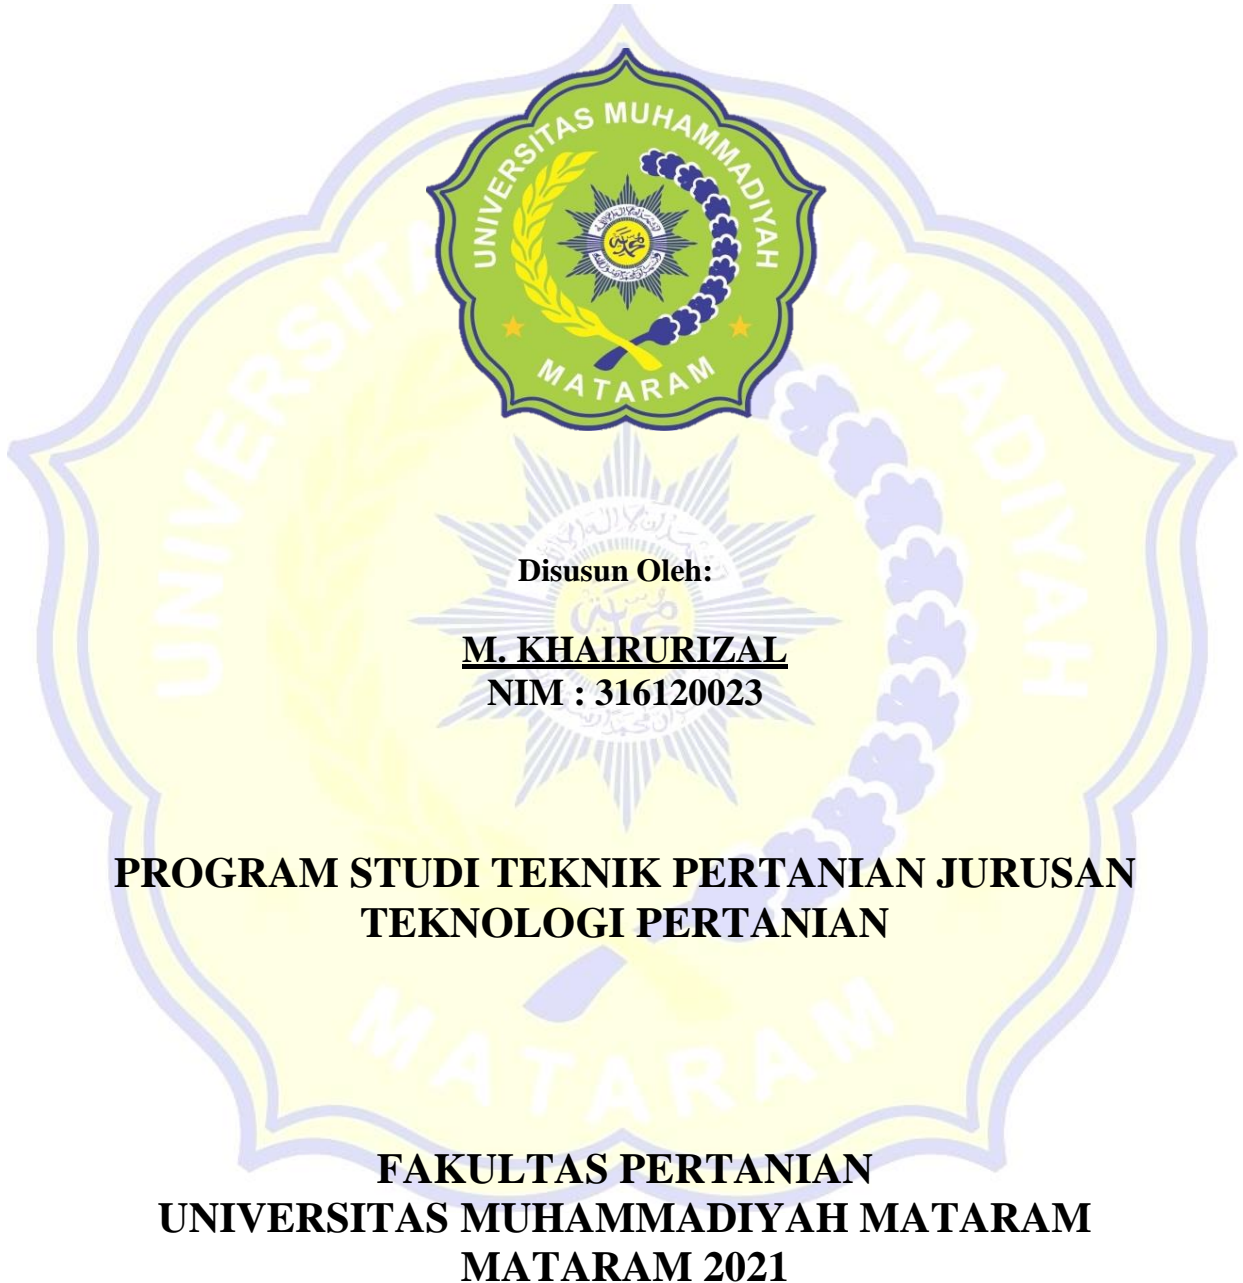 UNIVERSITAS MUHAMMADIYAH
MATARAM
Disusun Oleh:
M. KHAIRURIZAL
NIM : 316120023
PROGRAM STUDI TEKNIK PERTANIAN JURUSAN
TEKNOLOGI PERTANIAN
FAKULTAS PERTANIAN
UNIVERSITAS MUHAMMADIYAH MATARAM
MATARAM 2021